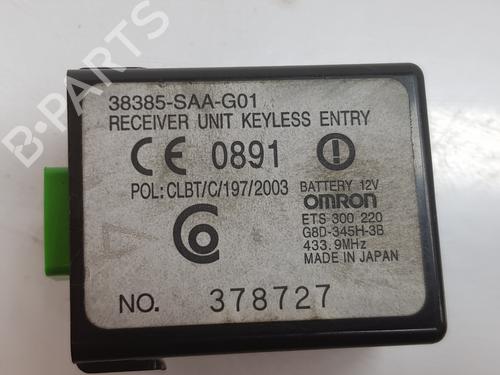 38385-SAA-G01
RECEIVER UNIT KEYLESS ENTRY
CE 0891
POL: CLBT/C/197/2003
BATTERY 12V
OMRON
ETS 300 220
G8D-345H-3B
433.9MHz
MADE IN JAPAN
NO. 378727
B-PARTS